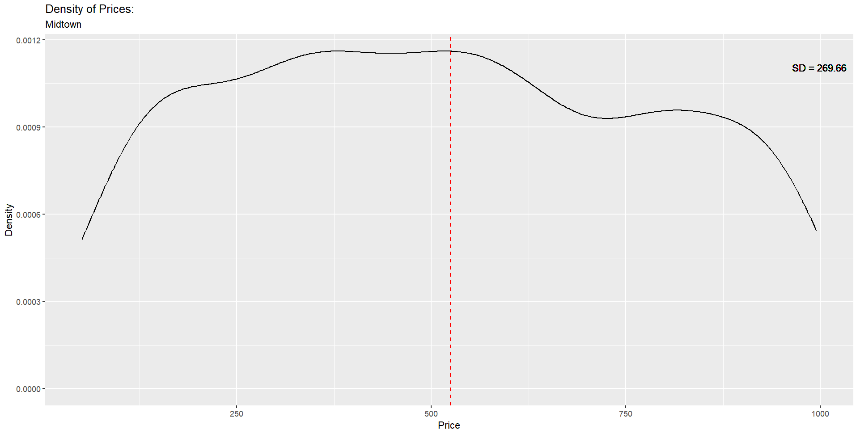 Density of Prices:
Midtown
0.0012
SD = 269.66
0.0009
0.0006
0.0003
0.0000
Density
250
500
750
1000
Price